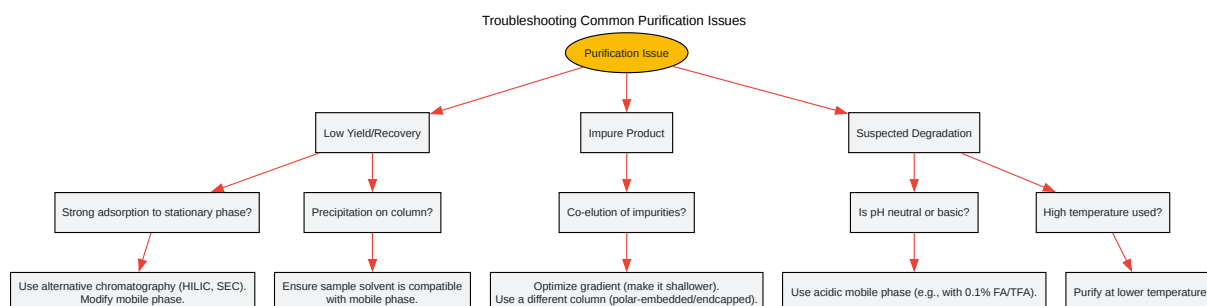 Troubleshooting Common Purification Issues
Purification Issue
Low Yield/Recovery
Impure Product
Suspected Degradation
Strong adsorption to stationary phase?
Precipitation on column?
Co-elution of impurities?
Is pH neutral or basic?
High temperature used?
Use alternative chromatography (HILIC, SEC).
Modify mobile phase.
Ensure sample solvent is compatible
with mobile phase.
Optimize gradient (make it shallower).
Use a different column (polar-embedded/endcapped).
Use acidic mobile phase (e.g., with 0.1% FA/TFA).
Purify at lower temperature